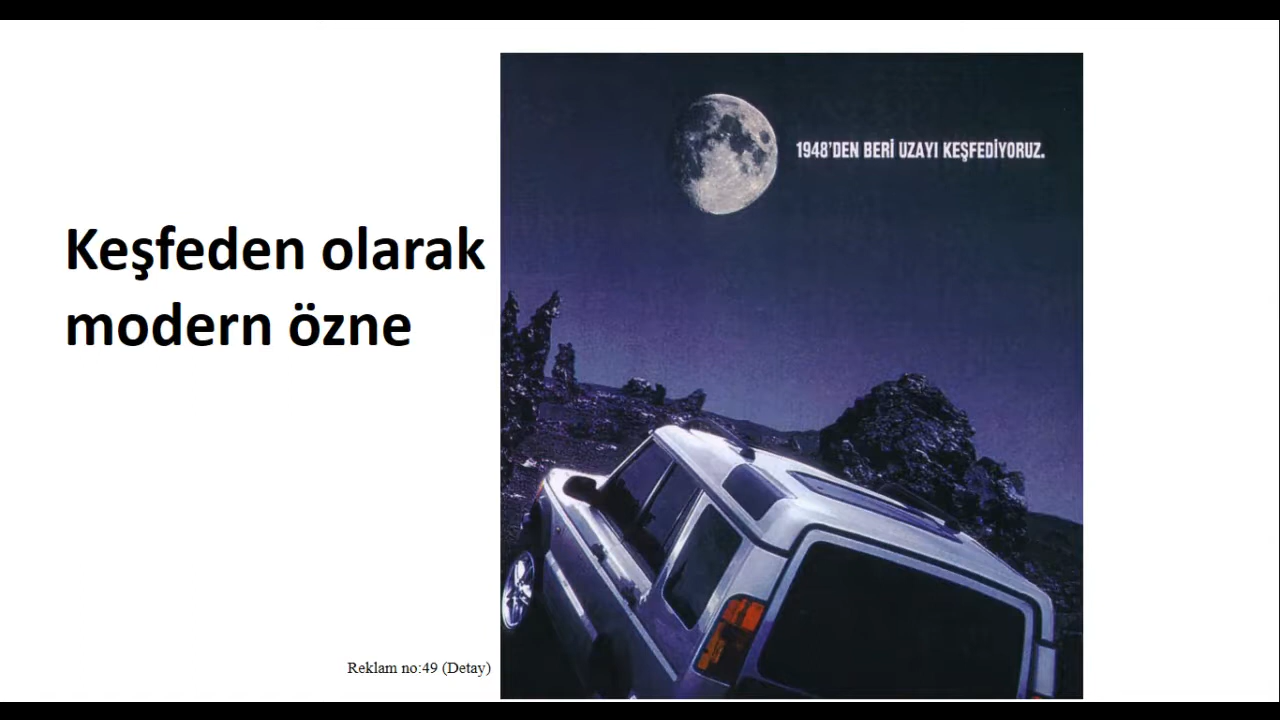 Keşfeden olarak
modern özne
1948'DEN BERİ UZAYI KEŞFEDİYORUZ.
Reklam no:49 (Detay)